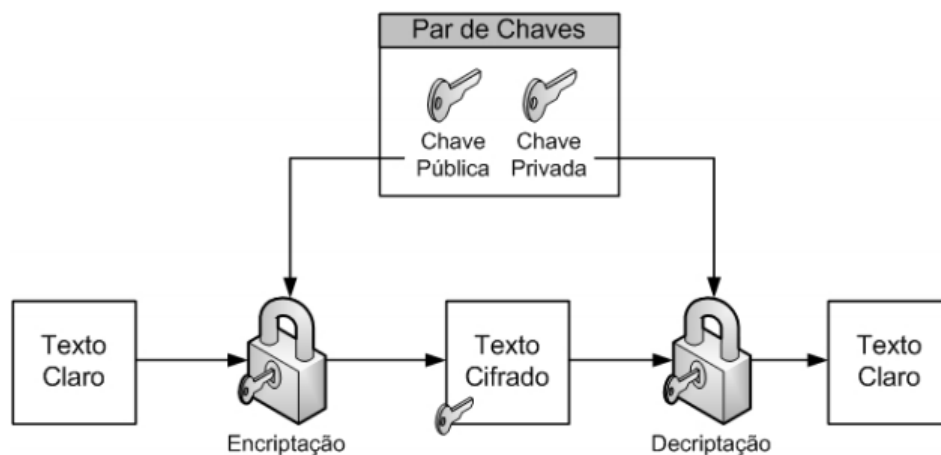 Par de Chaves
Chave
Pública
Chave
Privada
Texto
Claro
Encriptação
Texto
Cifrado
Decriptação
Texto
Claro